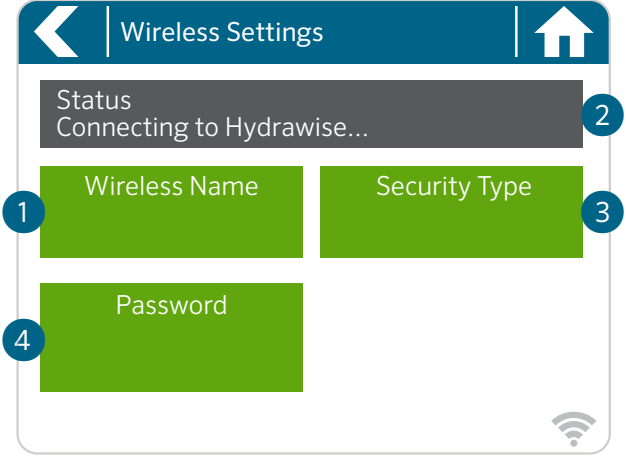 Wireless Settings
Status
2
Connecting to Hydrawise...
Wireless Name
Security Type
1
3
Password
4